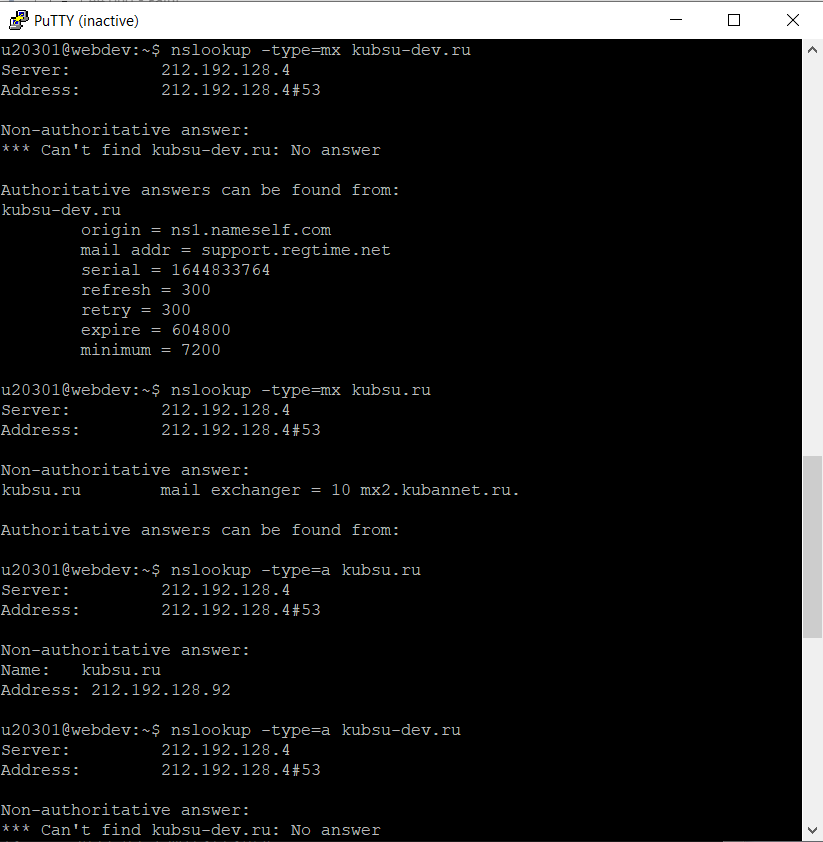 PuTTY (inactive)
u20301@webdev:~$ nslookup -type=mx kubsu-dev.ru
Server:         212.192.128.4
Address:        212.192.128.4#53

Non-authoritative answer:
*** Can't find kubsu-dev.ru: No answer

Authoritative answers can be found from:
kubsu-dev.ru
        origin = ns1.nameself.com
        mail addr = support.regtime.net
        serial = 1644833764
        refresh = 300
        retry = 300
        expire = 604800
        minimum = 7200

u20301@webdev:~$ nslookup -type=mx kubsu.ru
Server:         212.192.128.4
Address:        212.192.128.4#53

Non-authoritative answer:
kubsu.ru        mail exchanger = 10 mx2.kubannet.ru.

Authoritative answers can be found from:

u20301@webdev:~$ nslookup -type=a kubsu.ru
Server:         212.192.128.4
Address:        212.192.128.4#53

Non-authoritative answer:
Name:   kubsu.ru
Address: 212.192.128.92

u20301@webdev:~$ nslookup -type=a kubsu-dev.ru
Server:         212.192.128.4
Address:        212.192.128.4#53

Non-authoritative answer:
*** Can't find kubsu-dev.ru: No answer